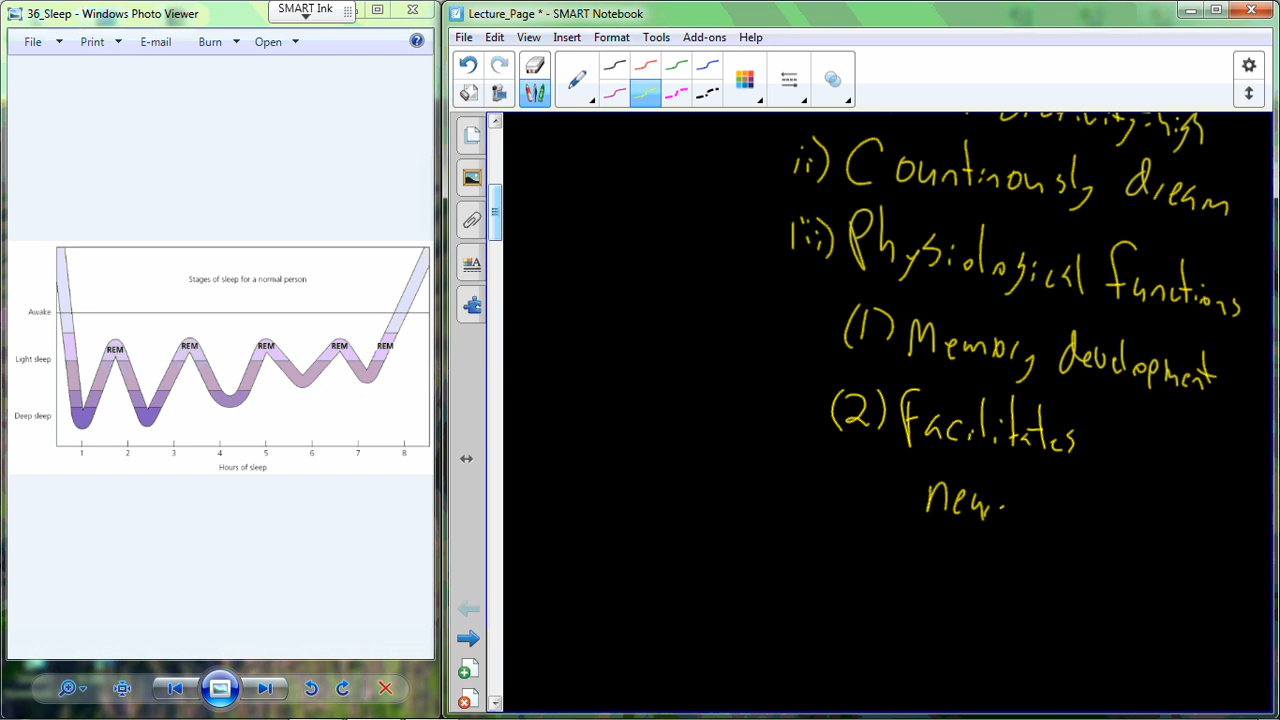 36_Sleep - Windows Photo Viewer
SMART Ink
File Print E-mail Burn Open
Stages of sleep for a normal person
Awake
REM REM REM REM REM
Light sleep
Deep sleep
1 2 3 4 5 6 7 8
Hours of sleep
Lecture_Page * - SMART Notebook
File Edit View Insert Format Tools Add-ons Help
ii) Countinously dream
iii) Physiological functions
(1) Memory development
(2) Facilitates